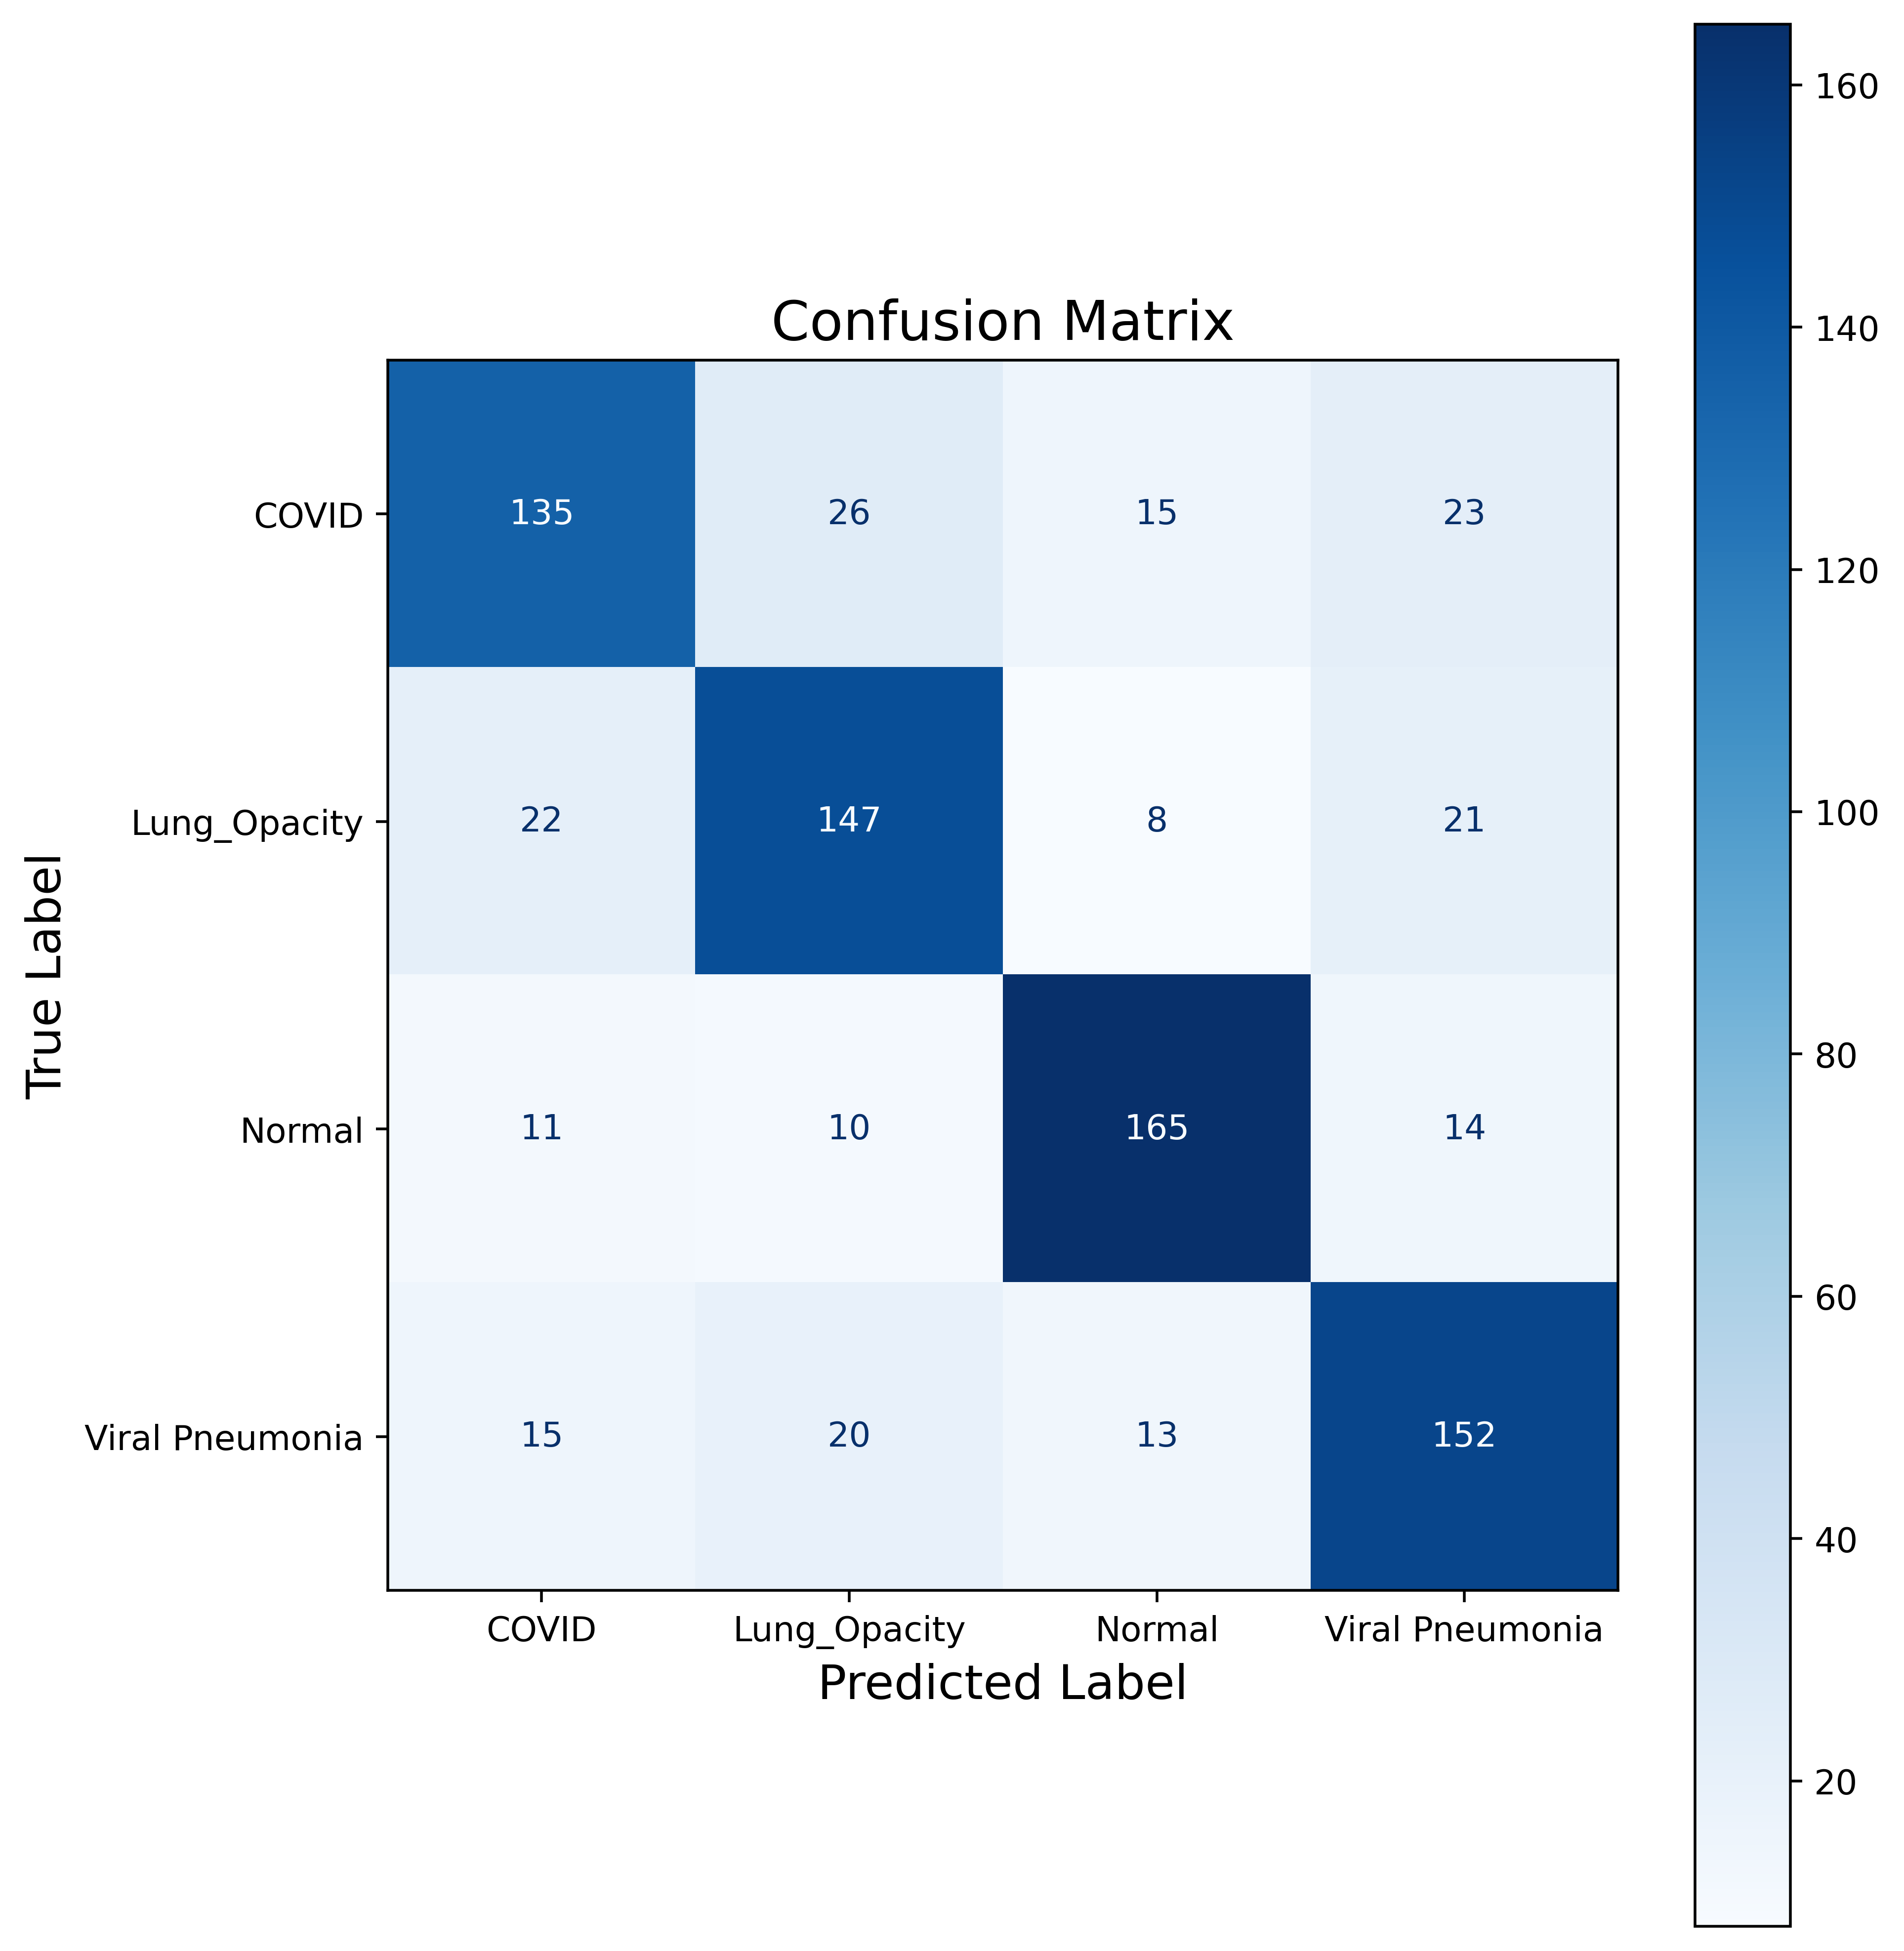 Confusion Matrix
160
140
120
100
80
60
40
20
True Label
COVID
135 26 15 23
Lung_Opacity
22 147 8 21
Normal
11 10 165 14
Viral Pneumonia
15 20 13 152
COVID Lung_Opacity Normal Viral Pneumonia
Predicted Label